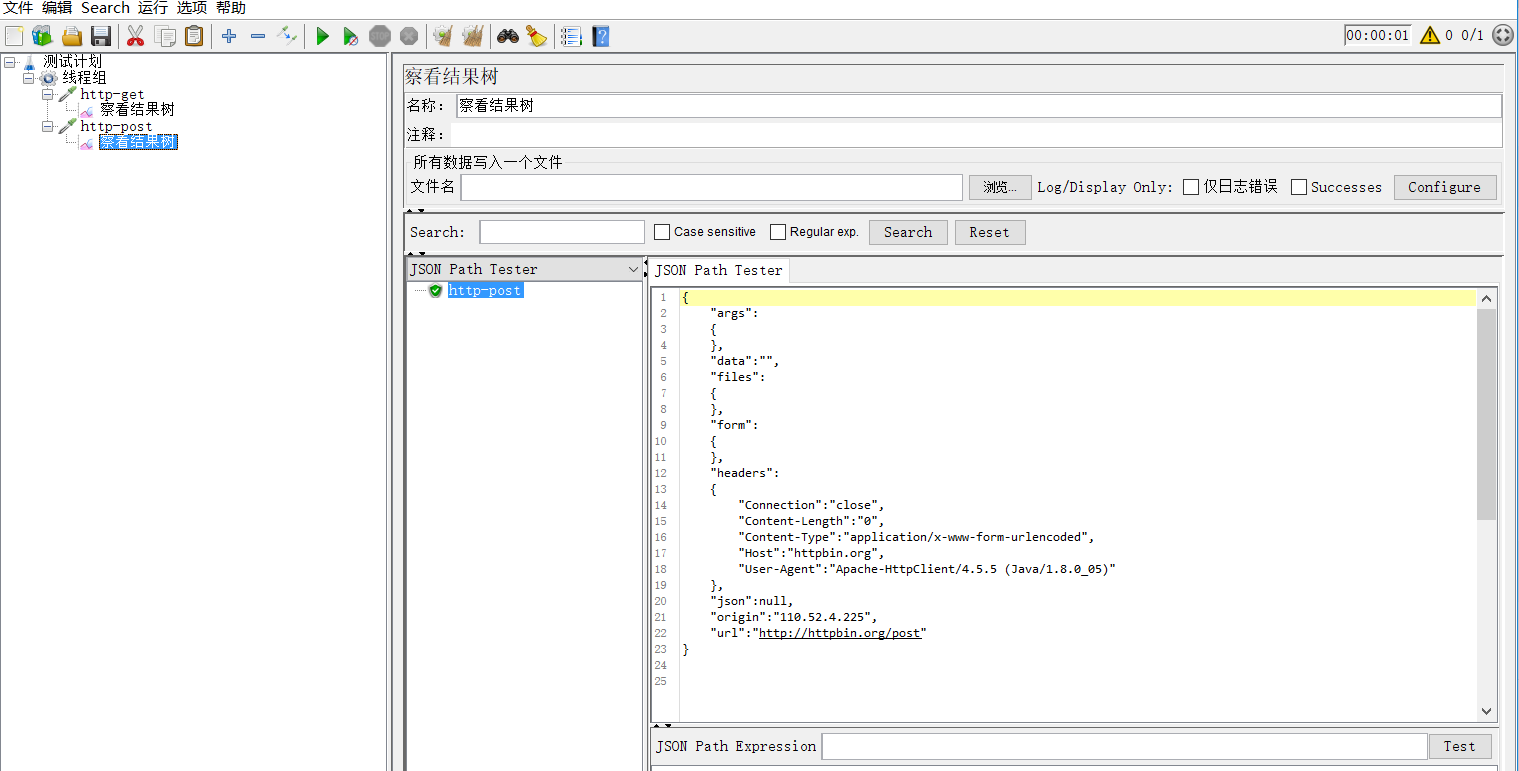 文件 编辑 Search 运行 选项 帮助
STOP
00:00:01 0 0/1
测试计划
线程组
http-get
察看结果树
http-post
察看结果树
察看结果树
名称： 察看结果树
注释：
所有数据写入一个文件
文件名 浏览... Log/Display Only: 仅日志错误 Successes Configure
Search: Case sensitive Regular exp. Search Reset
JSON Path Tester
http-post
JSON Path Tester
1 {
2 "args":
3 {
4 },
5 "data":"",
6 "files":
7 {
8 },
9 "form":
10 {
11 },
12 "headers":
13 {
14 "Connection":"close",
15 "Content-Length":"0",
16 "Content-Type":"application/x-www-form-urlencoded",
17 "Host":"httpbin.org",
18 "User-Agent":"Apache-HttpClient/4.5.5 (Java/1.8.0_05)"
19 },
20 "json":null,
21 "origin":"110.52.4.225",
22 "url":"http://httpbin.org/post"
23 }
24
25
JSON Path Expression Test